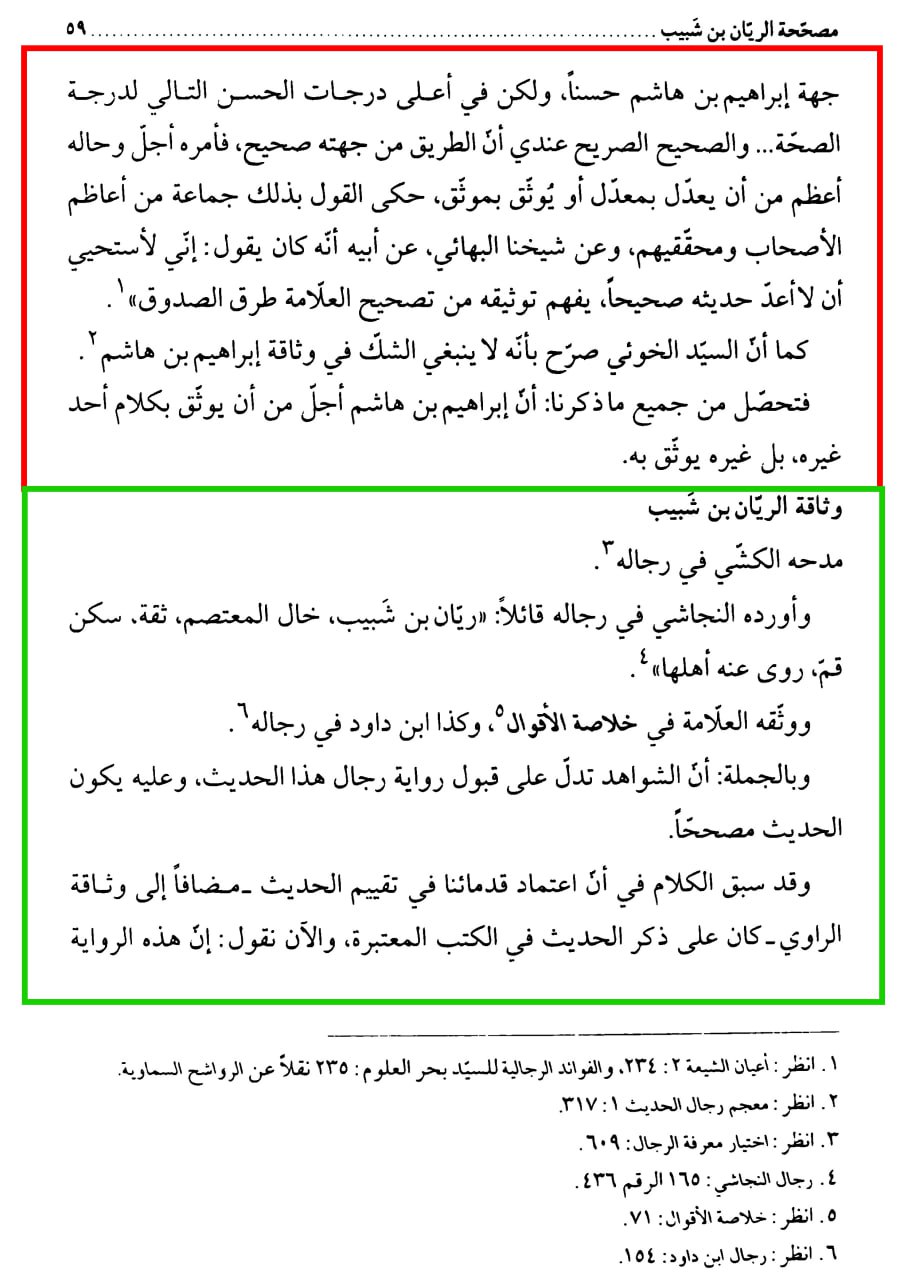 مصحّحة الريّان بن شَبيب ................................................................................ ٥٩
جهة إبراهيم بن هاشم حسناً، ولكن في أعلى درجات الحسن التالي لدرجة
الصحّة... والصحيح الصريح عندي أنّ الطريق من جهته صحيح، فأمره أجلّ وحاله
أعظم من أن يعدّل بمعدّل أو يُوثّق بموثّق، حكى القول بذلك جماعة من أعاظم
الأصحاب ومحقّقيهم، وعن شيخنا البهائي، عن أبيه أنّه كان يقول: إنّي لأستحيي
أن لا أعدّ حديثه صحيحاً، يفهم توثيقه من تصحيح العلّامة طرق الصدوق»١.
كما أنّ السيّد الخوئي صرّح بأنّه لا ينبغي الشكّ في وثاقة إبراهيم بن هاشم٢.
فتحصّل من جميع ما ذكرنا: أنّ إبراهيم بن هاشم أجلّ من أن يوثّق بكلام أحد
غيره، بل غيره يوثّق به.
وثاقة الريّان بن شَبيب
مدحه الكشّي في رجاله٣.
وأورده النجاشي في رجاله قائلاً: «ريّان بن شَبيب، خال المعتصم، ثقة، سكن
قمّ، روى عنه أهلها»٤.
ووثّقه العلّامة في خلاصة الأقوال٥، وكذا ابن داود في رجاله٦.
وبالجملة: أنّ الشواهد تدلّ على قبول رواية رجال هذا الحديث، وعليه يكون
الحديث مصححّاً.
وقد سبق الكلام في أنّ اعتماد قدمائنا في تقييم الحديث ـ مضافاً إلى وثاقة
الراوي ـ كان على ذكر الحديث في الكتب المعتبرة، والآن نقول: إنّ هذه الرواية
١. انظر: أعيان الشيعة ٢: ٢٣٤، والفوائد الرجالية للسيّد بحر العلوم: ٢٣٥ نقلاً عن الرواشح السماوية.
٢. انظر: معجم رجال الحديث ١: ٣١٧.
٣. انظر: اختيار معرفة الرجال: ٦٠٩.
٤. رجال النجاشي: ١٦٥ الرقم ٤٣٦.
٥. انظر: خلاصة الأقوال: ٧١.
٦. انظر: رجال ابن داود: ١٥٤.